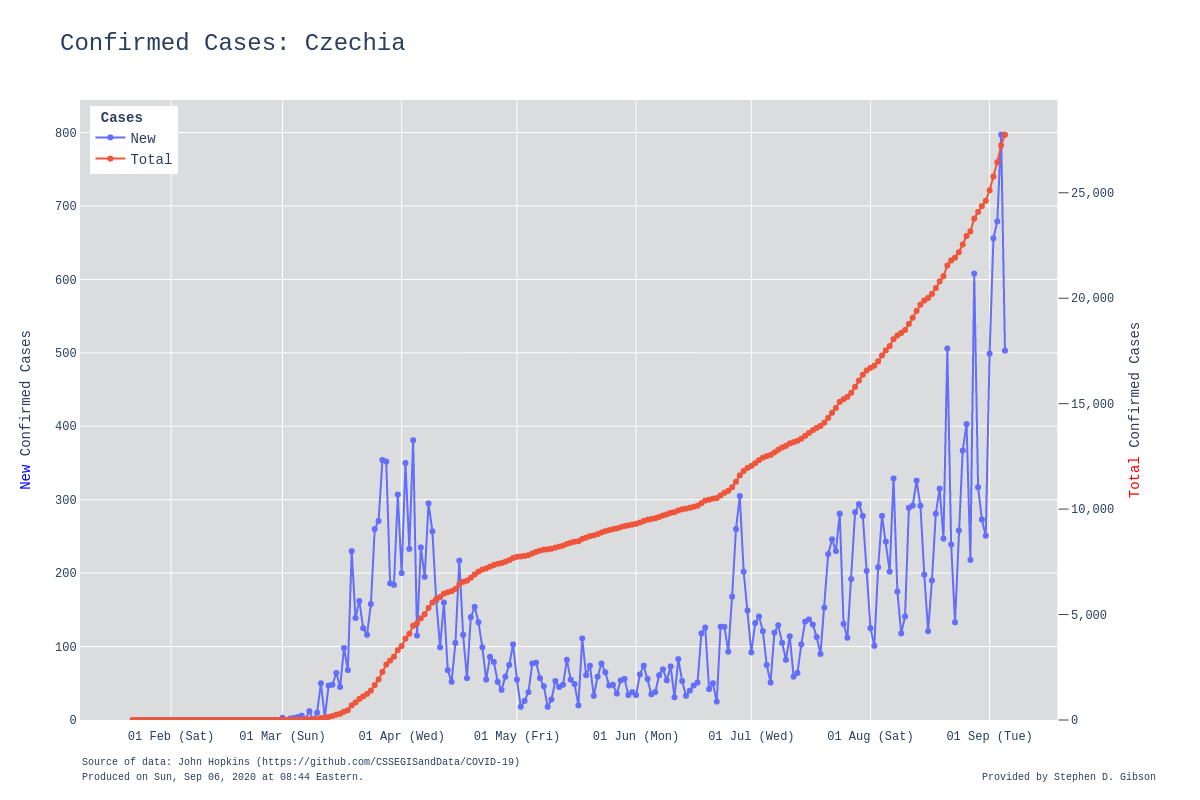 Confirmed Cases: Czechia
Cases
New
Total
800
700
600
500
400
300
200
100
0
25,000
20,000
15,000
10,000
5,000
0
New Confirmed Cases
Total Confirmed Cases
01 Feb (Sat) 01 Mar (Sun) 01 Apr (Wed) 01 May (Fri) 01 Jun (Mon) 01 Jul (Wed) 01 Aug (Sat) 01 Sep (Tue)
Source of data: John Hopkins (https://github.com/CSSEGISandData/COVID-19)
Produced on Sun, Sep 06, 2020 at 08:44 Eastern.
Provided by Stephen D. Gibson